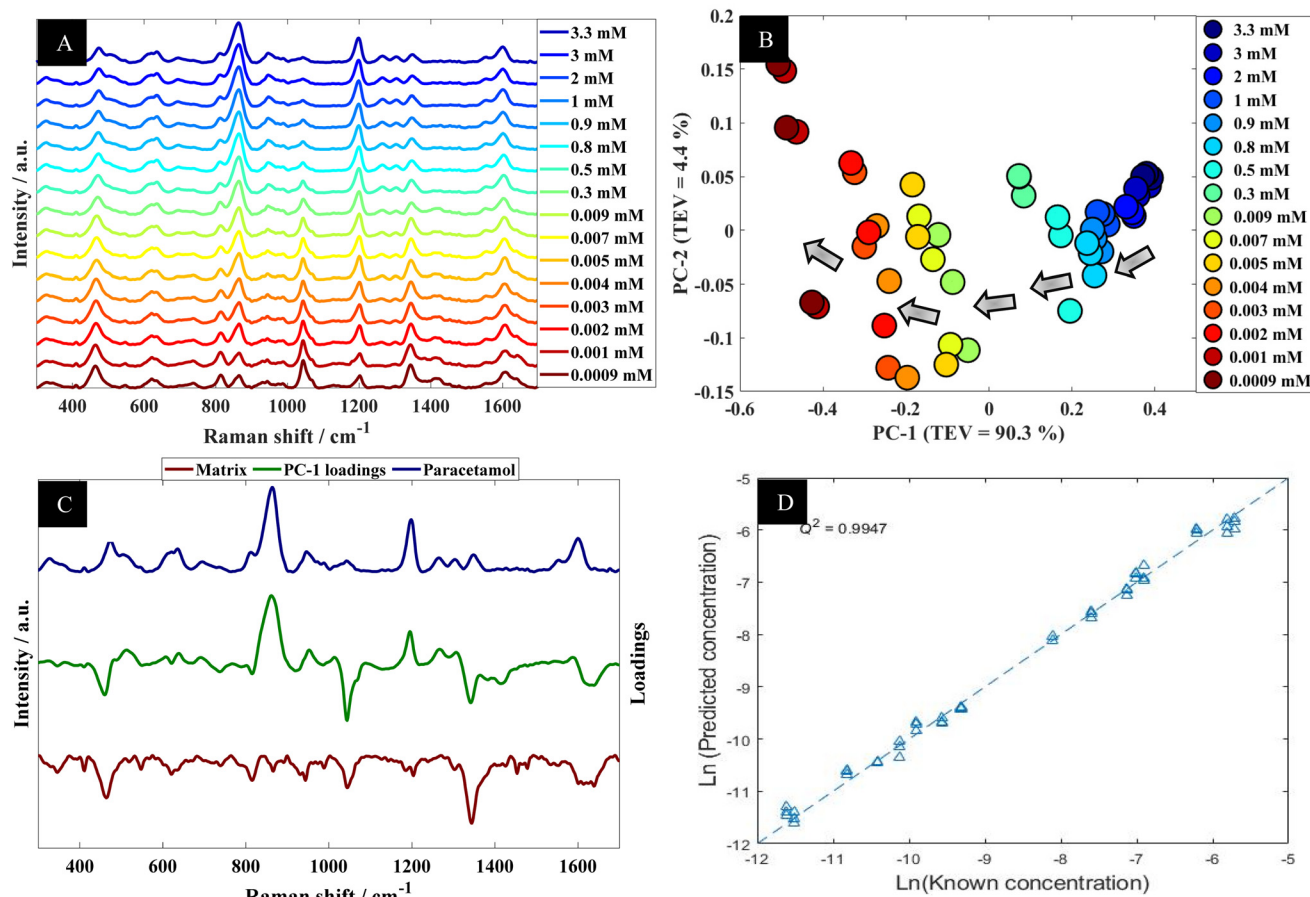 A
3.3 mM
3 mM
2 mM
1 mM
0.9 mM
0.8 mM
0.5 mM
0.3 mM
0.009 mM
0.007 mM
0.005 mM
0.004 mM
0.003 mM
0.002 mM
0.001 mM
0.0009 mM
Intensity / a.u.
400 600 800 1000 1200 1400 1600
Raman shift / cm-1
B
0.2
0.15
0.1
0.05
0
-0.05
-0.1
-0.15
PC-2 (TEV = 4.4 %)
-0.6 -0.4 -0.2 0 0.2 0.4
PC-1 (TEV = 90.3 %)
3.3 mM
3 mM
2 mM
1 mM
0.9 mM
0.8 mM
0.5 mM
0.3 mM
0.009 mM
0.007 mM
0.005 mM
0.004 mM
0.003 mM
0.002 mM
0.001 mM
0.0009 mM
Matrix PC-1 loadings Paracetamol
C
Intensity / a.u.
Loadings
400 600 800 1000 1200 1400 1600
Raman shift / cm-1
D
Q2 = 0.9947
-5
-6
-7
-8
-9
-10
-11
-12
Ln (Predicted concentration)
-12 -11 -10 -9 -8 -7 -6 -5
Ln(Known concentration)